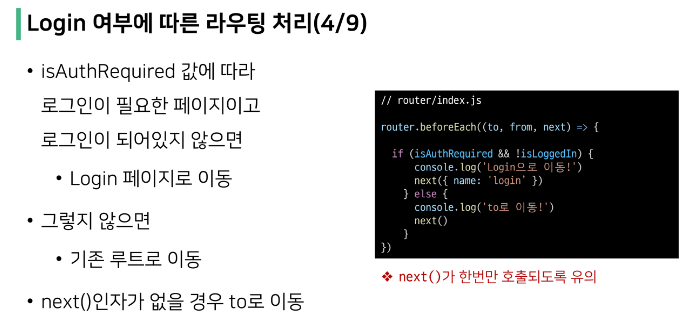 Login 여부에 따른 라우팅 처리(4/9)
• isAuthRequired 값에 따라
로그인이 필요한 페이지이고
로그인이 되어있지 않으면
• Login 페이지로 이동
• 그렇지 않으면
• 기존 루트로 이동
• next()인자가 없을 경우 to로 이동
// router/index.js
router.beforeEach((to, from, next) => {
if (isAuthRequired && !isLoggedIn) {
console.log('Login으로 이동!')
next({ name: 'login' })
} else {
console.log('to로 이동!')
next()
}
})
❖ next()가 한번만 호출되도록 유의